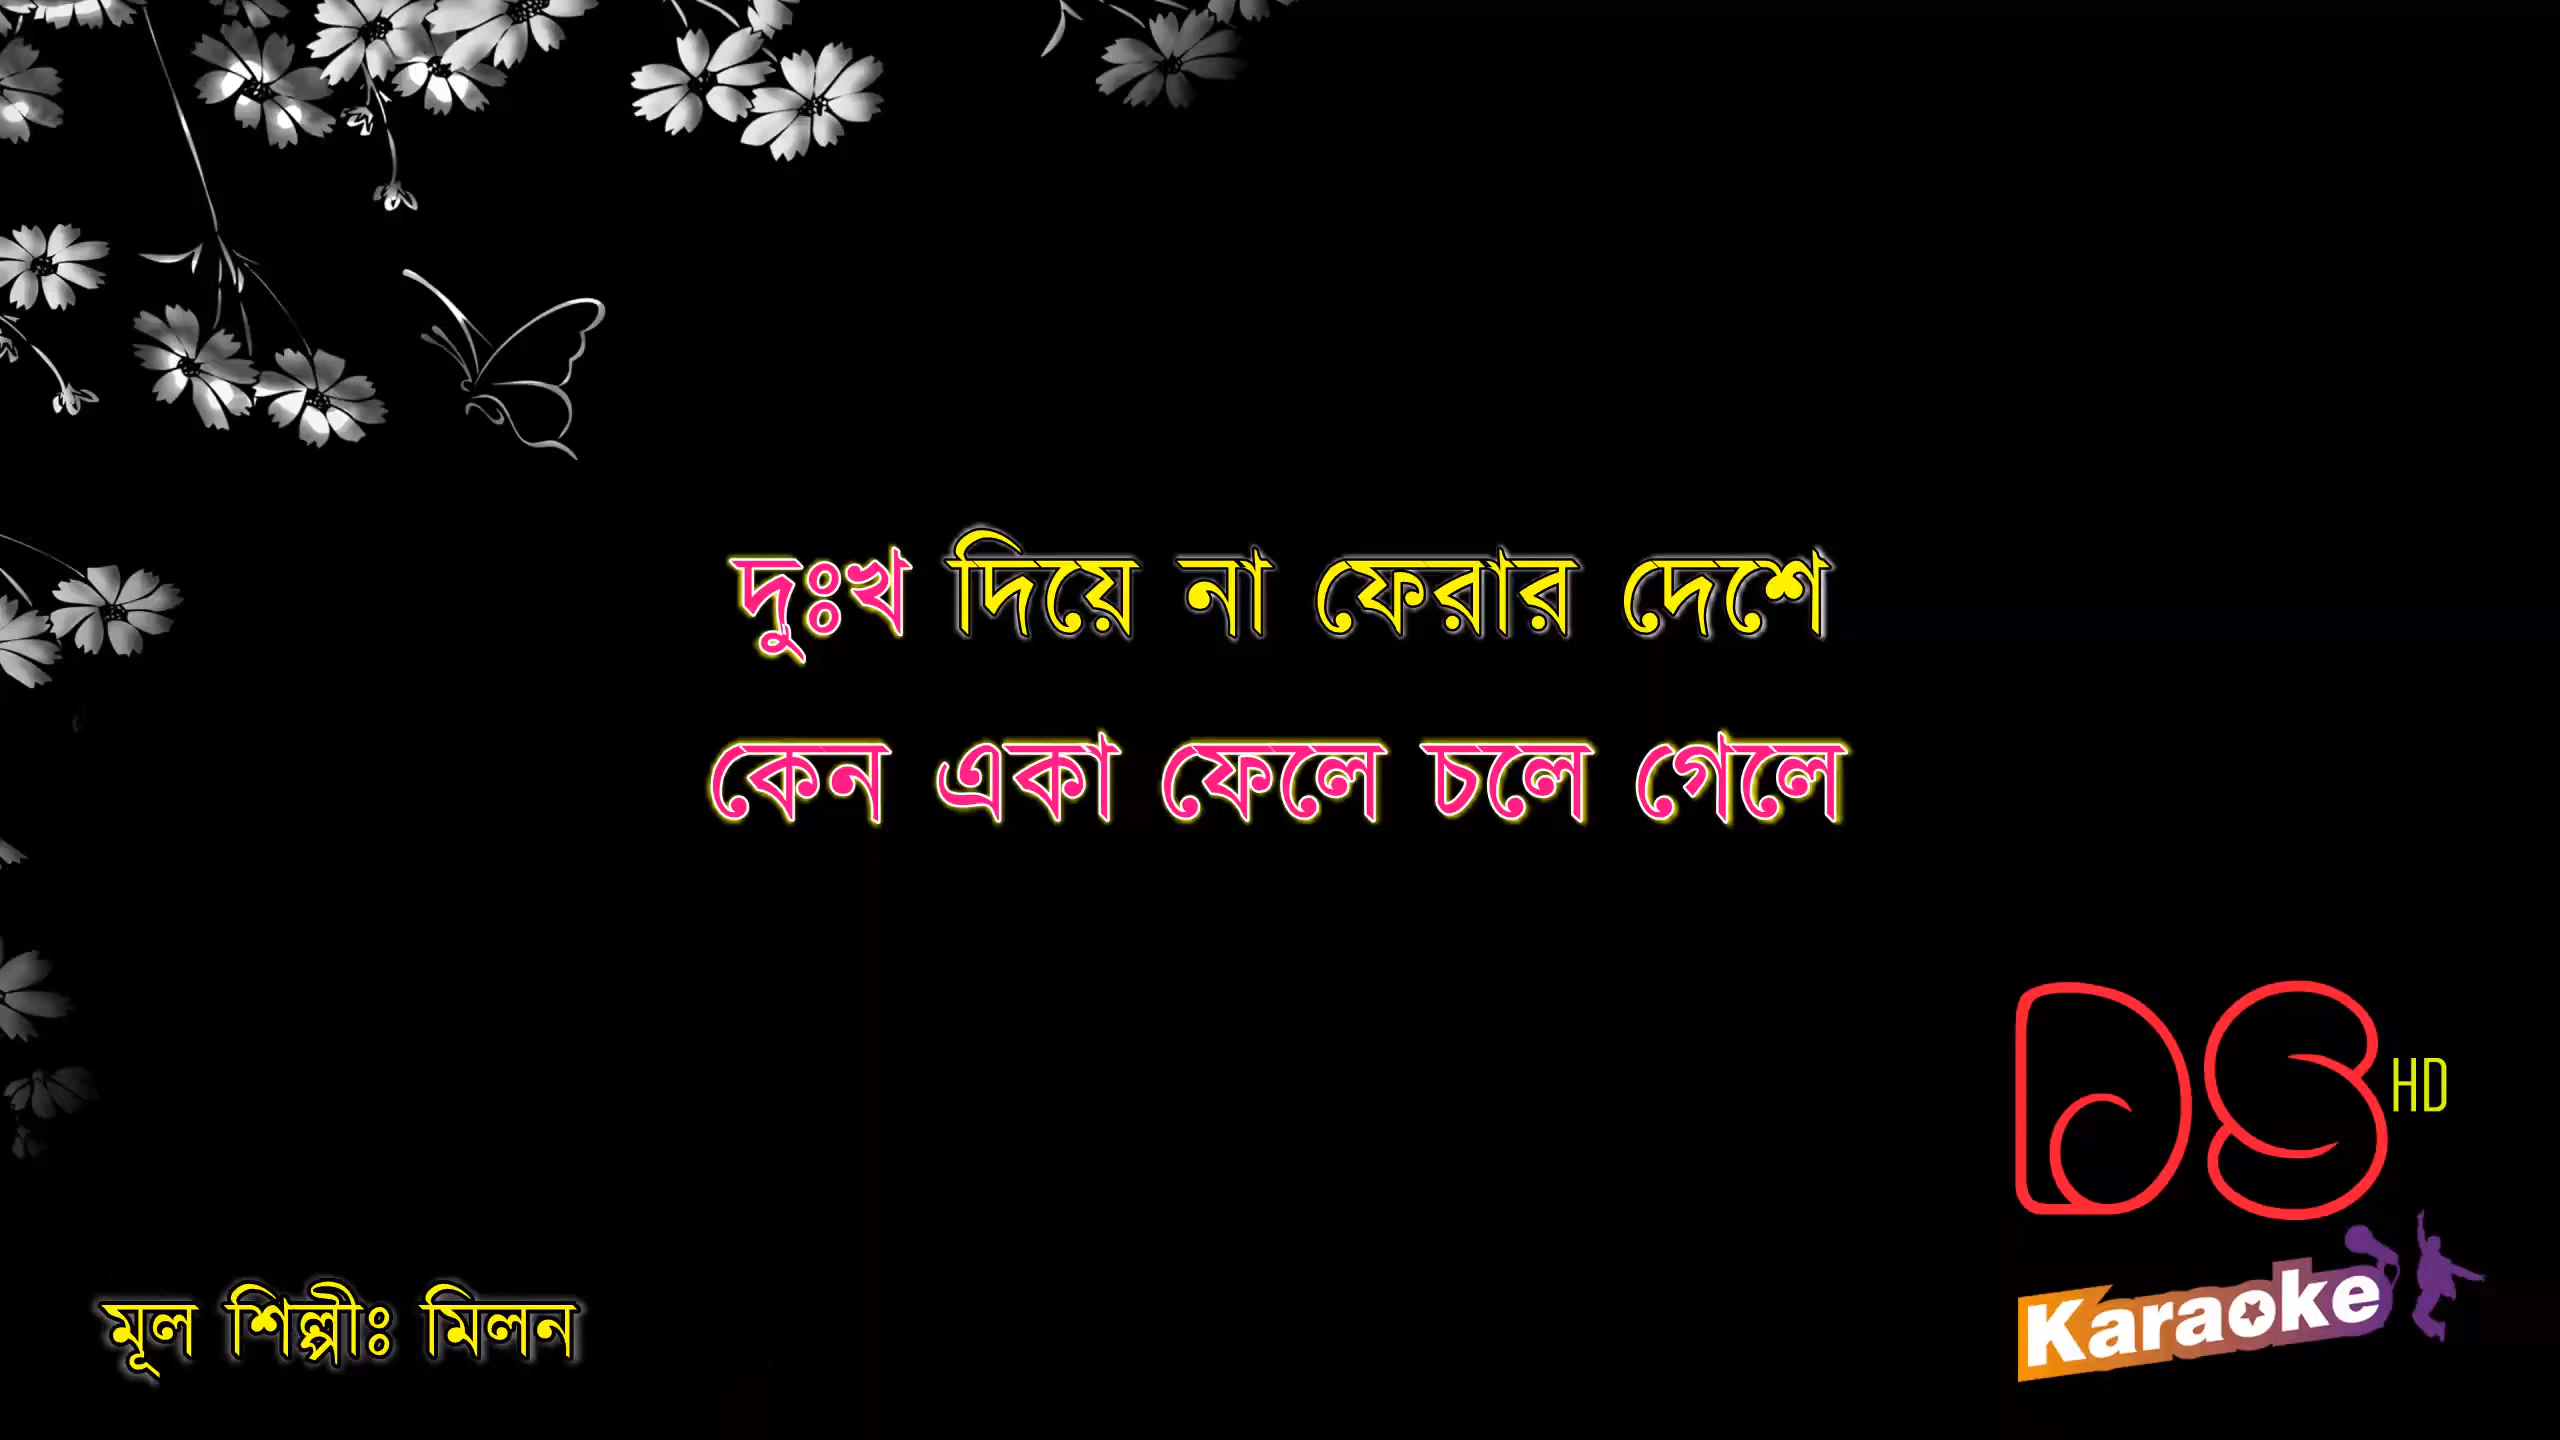 দুঃখ দিয়ে না ফেরার দেশে
কেন একা ফেলে চলে গেলে
DS HD
Karaoke
মূল শিল্পীঃ মিলন